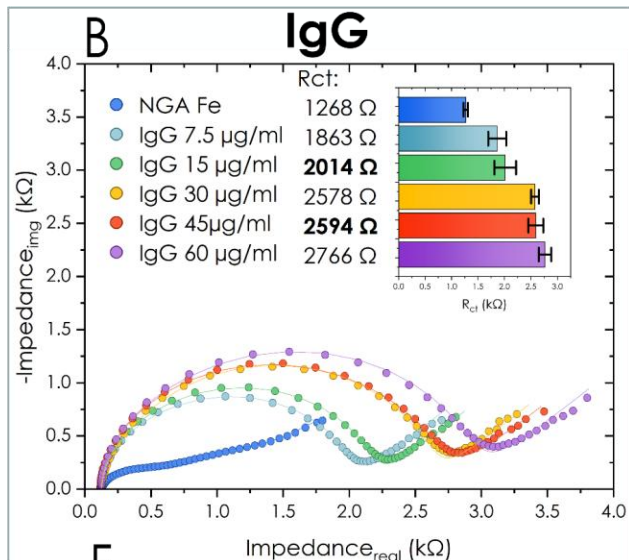 B IgG
Rct:
NGA Fe 1268 Ω
IgG 7.5 µg/ml 1863 Ω
IgG 15 µg/ml 2014 Ω
IgG 30 µg/ml 2578 Ω
IgG 45µg/ml 2594 Ω
IgG 60 µg/ml 2766 Ω
0.0 0.5 1.0 1.5 2.0 2.5 3.0
Rct (kΩ)
4.0
3.5
3.0
2.5
2.0
1.5
1.0
0.5
0.0
-Impedanceimg (kΩ)
0.0 0.5 1.0 1.5 2.0 2.5 3.0 3.5 4.0
Impedancereal (kΩ)